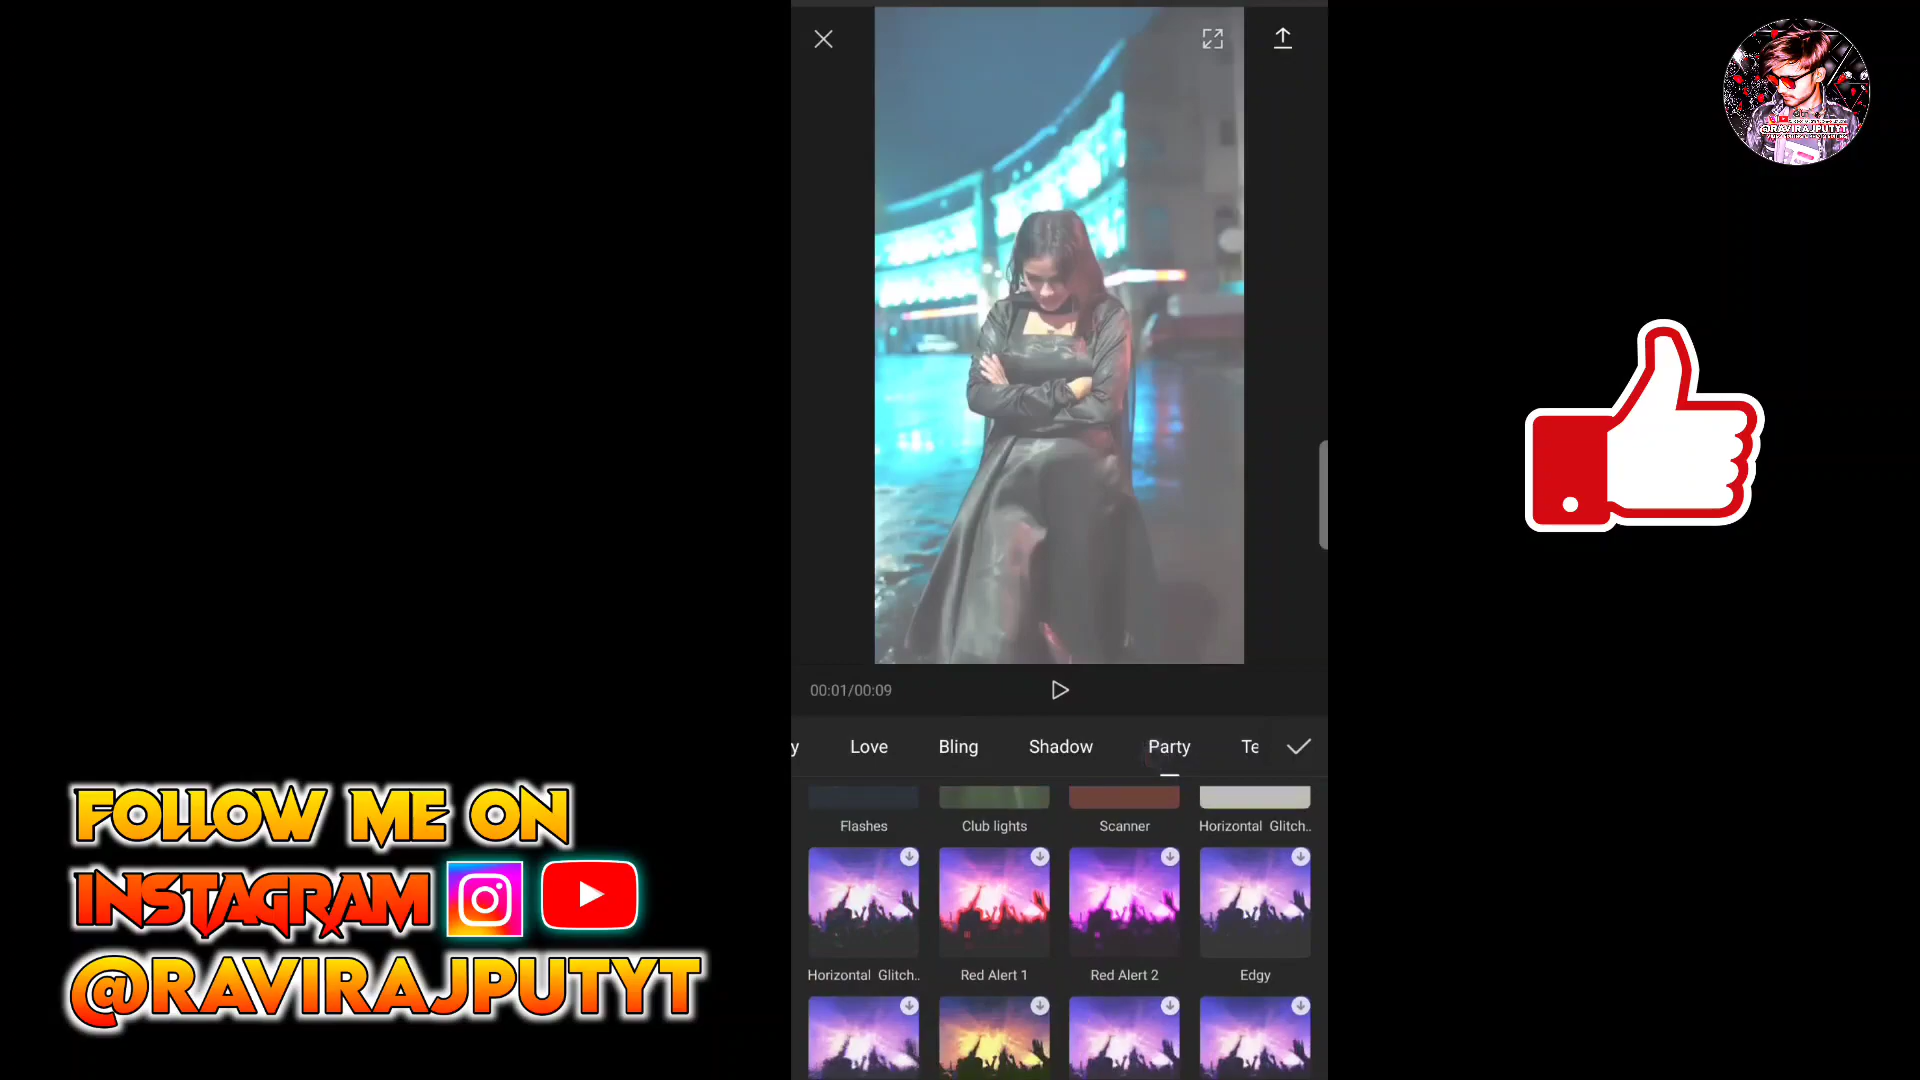 @RAVIRAJPUTYT
00:01/00:09
y Love Bling Shadow Party Te
Flashes Club lights Scanner Horizontal Glitch..
Horizontal Glitch.. Red Alert 1 Red Alert 2 Edgy
FOLLOW ME ON
INSTAGRAM
@RAVIRAJPUTYT